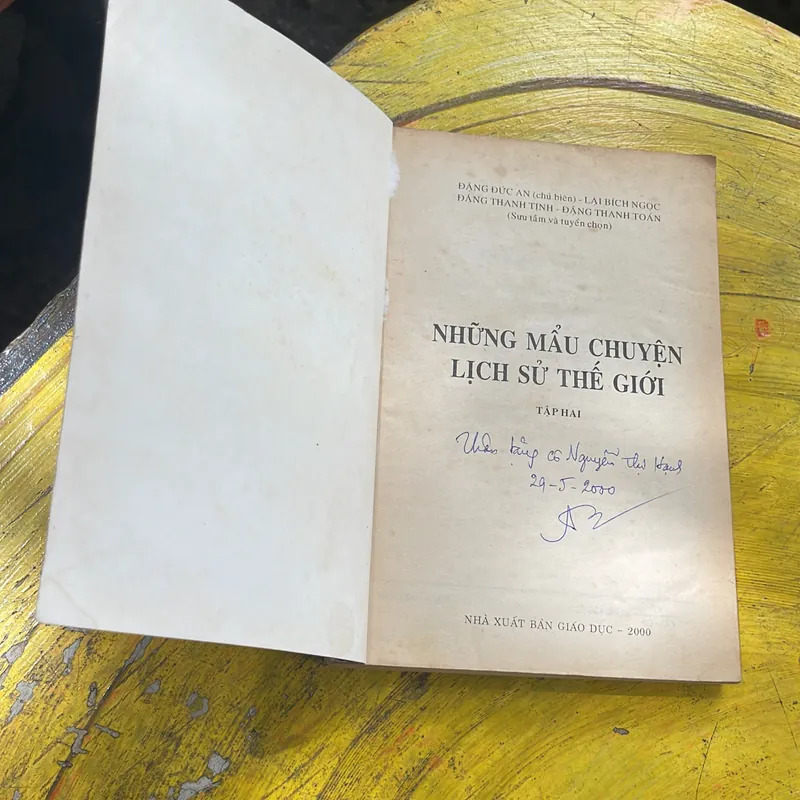 ĐẶNG ĐỨC AN (chủ biên) - LẠI BÍCH NGỌC
ĐẶNG THANH TỊNH - ĐẶNG THANH TOÁN
(Sưu tầm và tuyển chọn)
NHỮNG MẨU CHUYỆN
LỊCH SỬ THẾ GIỚI
TẬP HAI
Thân tặng cô Nguyễn Thị Hạnh
29-5-2000
NHÀ XUẤT BẢN GIÁO DỤC – 2000